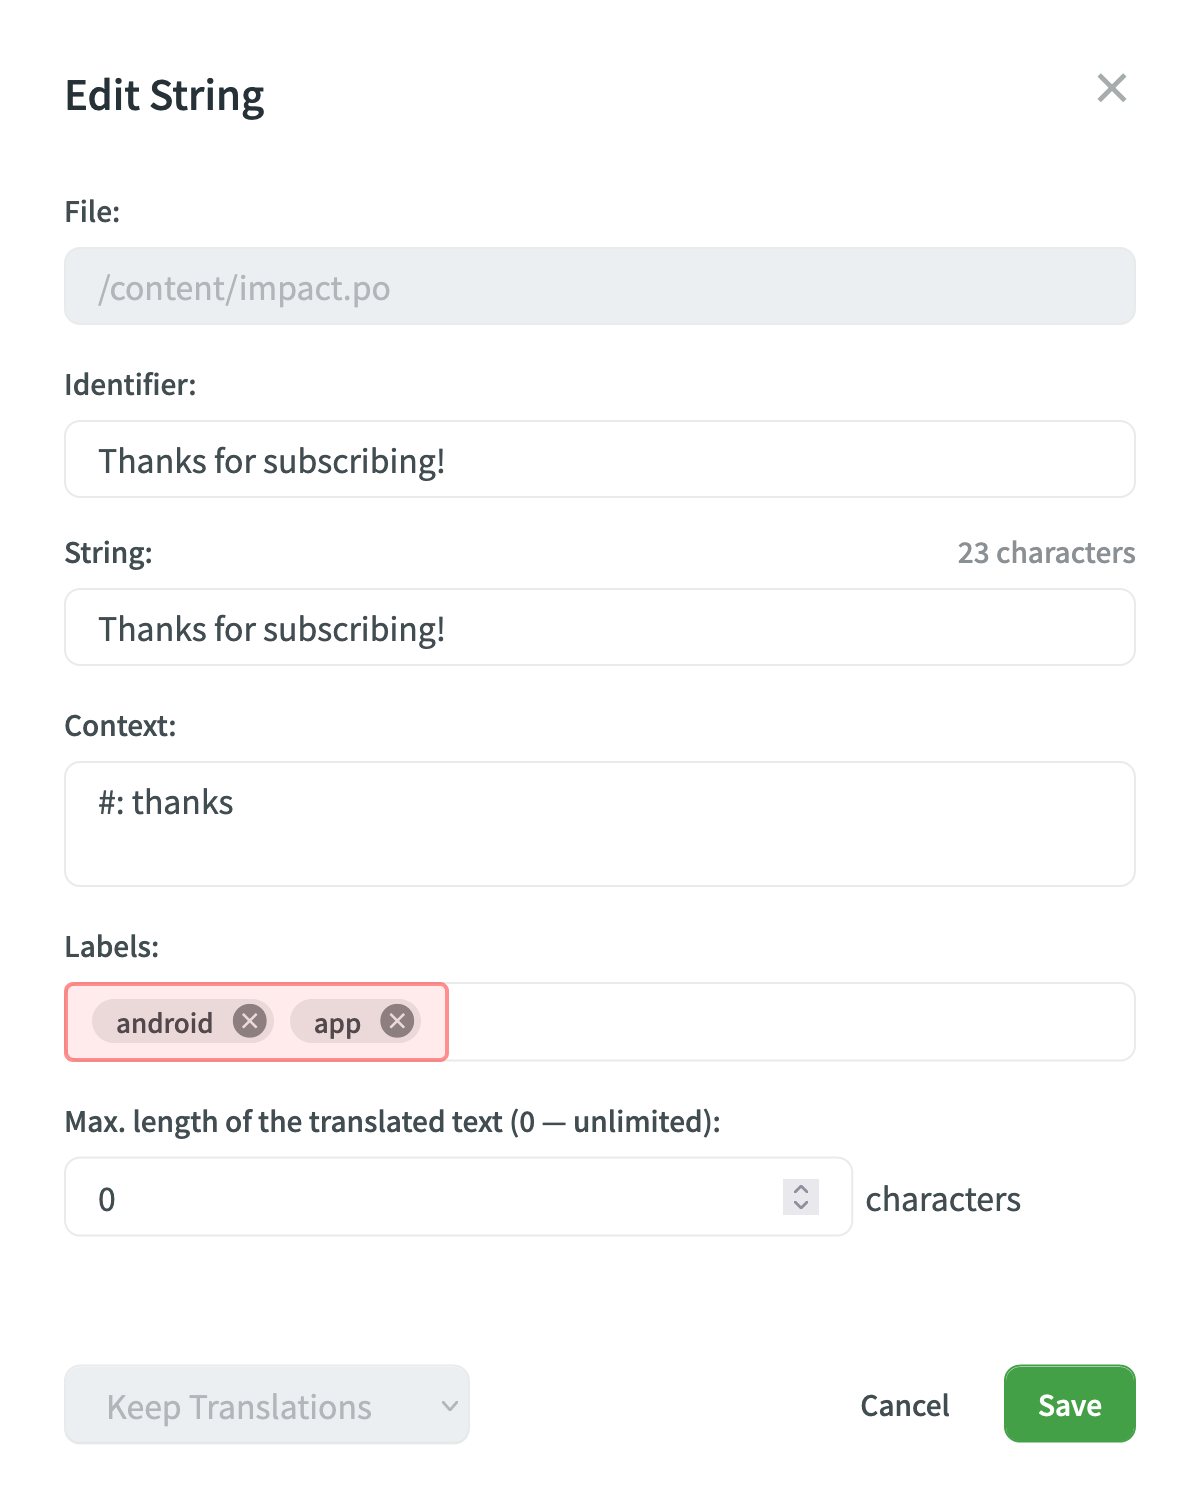 Edit String
File:
/content/impact.po
Identifier:
Thanks for subscribing!
String:
23 characters
Thanks for subscribing!
Context:
#: thanks
Labels:
android app
Max. length of the translated text (0 — unlimited):
0 characters
Keep Translations Cancel Save